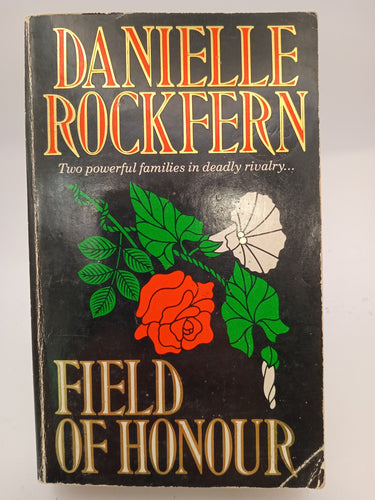 DANIELLE
ROCKFERN
Two powerful families in deadly rivalry...
FIELD
OF HONOUR